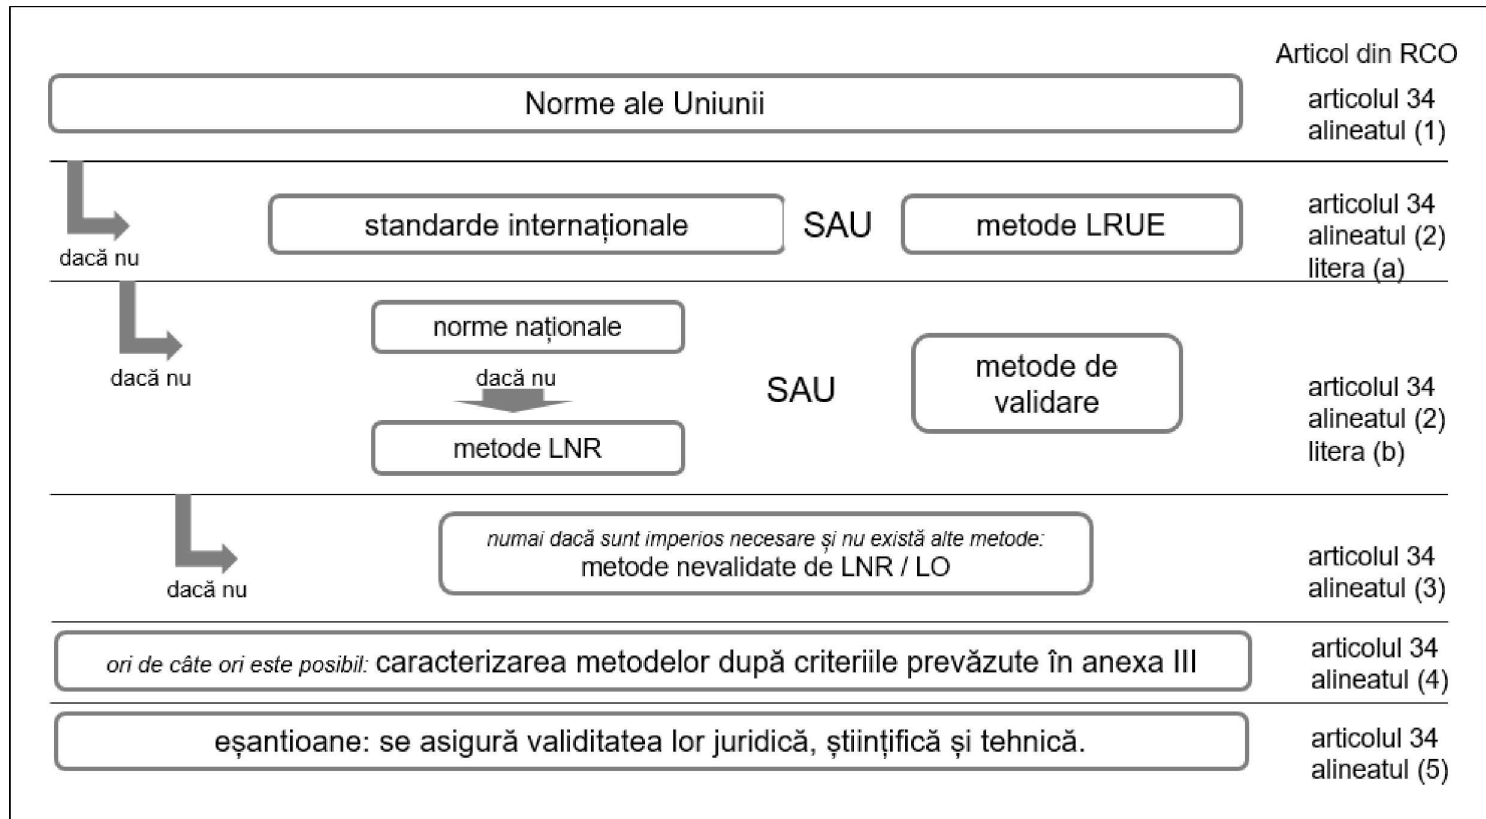 Articol din RCO
Norme ale Uniunii
articolul 34
alineatul (1)
dacă nu
standarde internaționale
SAU
metode LRUE
articolul 34
alineatul (2)
litera (a)
dacă nu
norme naționale
dacă nu
metode LNR
SAU
metode de
validare
articolul 34
alineatul (2)
litera (b)
dacă nu
numai dacă sunt imperios necesare și nu există alte metode:
metode nevalidate de LNR / LO
articolul 34
alineatul (3)
ori de câte ori este posibil: caracterizarea metodelor după criteriile prevăzute în anexa III
articolul 34
alineatul (4)
eșantioane: se asigură validitatea lor juridică, științifică și tehnică.
articolul 34
alineatul (5)